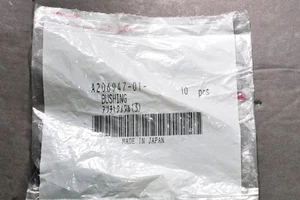 A206947-01-
10 pcs
BUSHING
MADE IN JAPAN